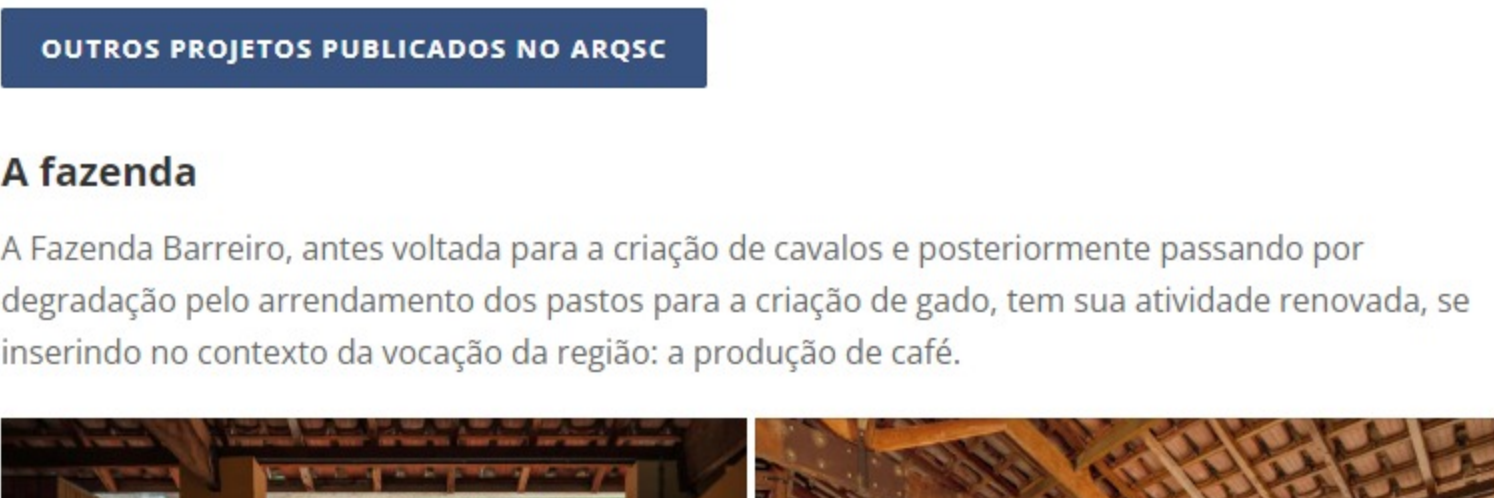 OUTROS PROJETOS PUBLICADOS NO ARQSC
A fazenda
A Fazenda Barreiro, antes voltada para a criação de cavalos e posteriormente passando por
degradação pelo arrendamento dos pastos para a criação de gado, tem sua atividade renovada, se
inserindo no contexto da vocação da região: a produção de café.